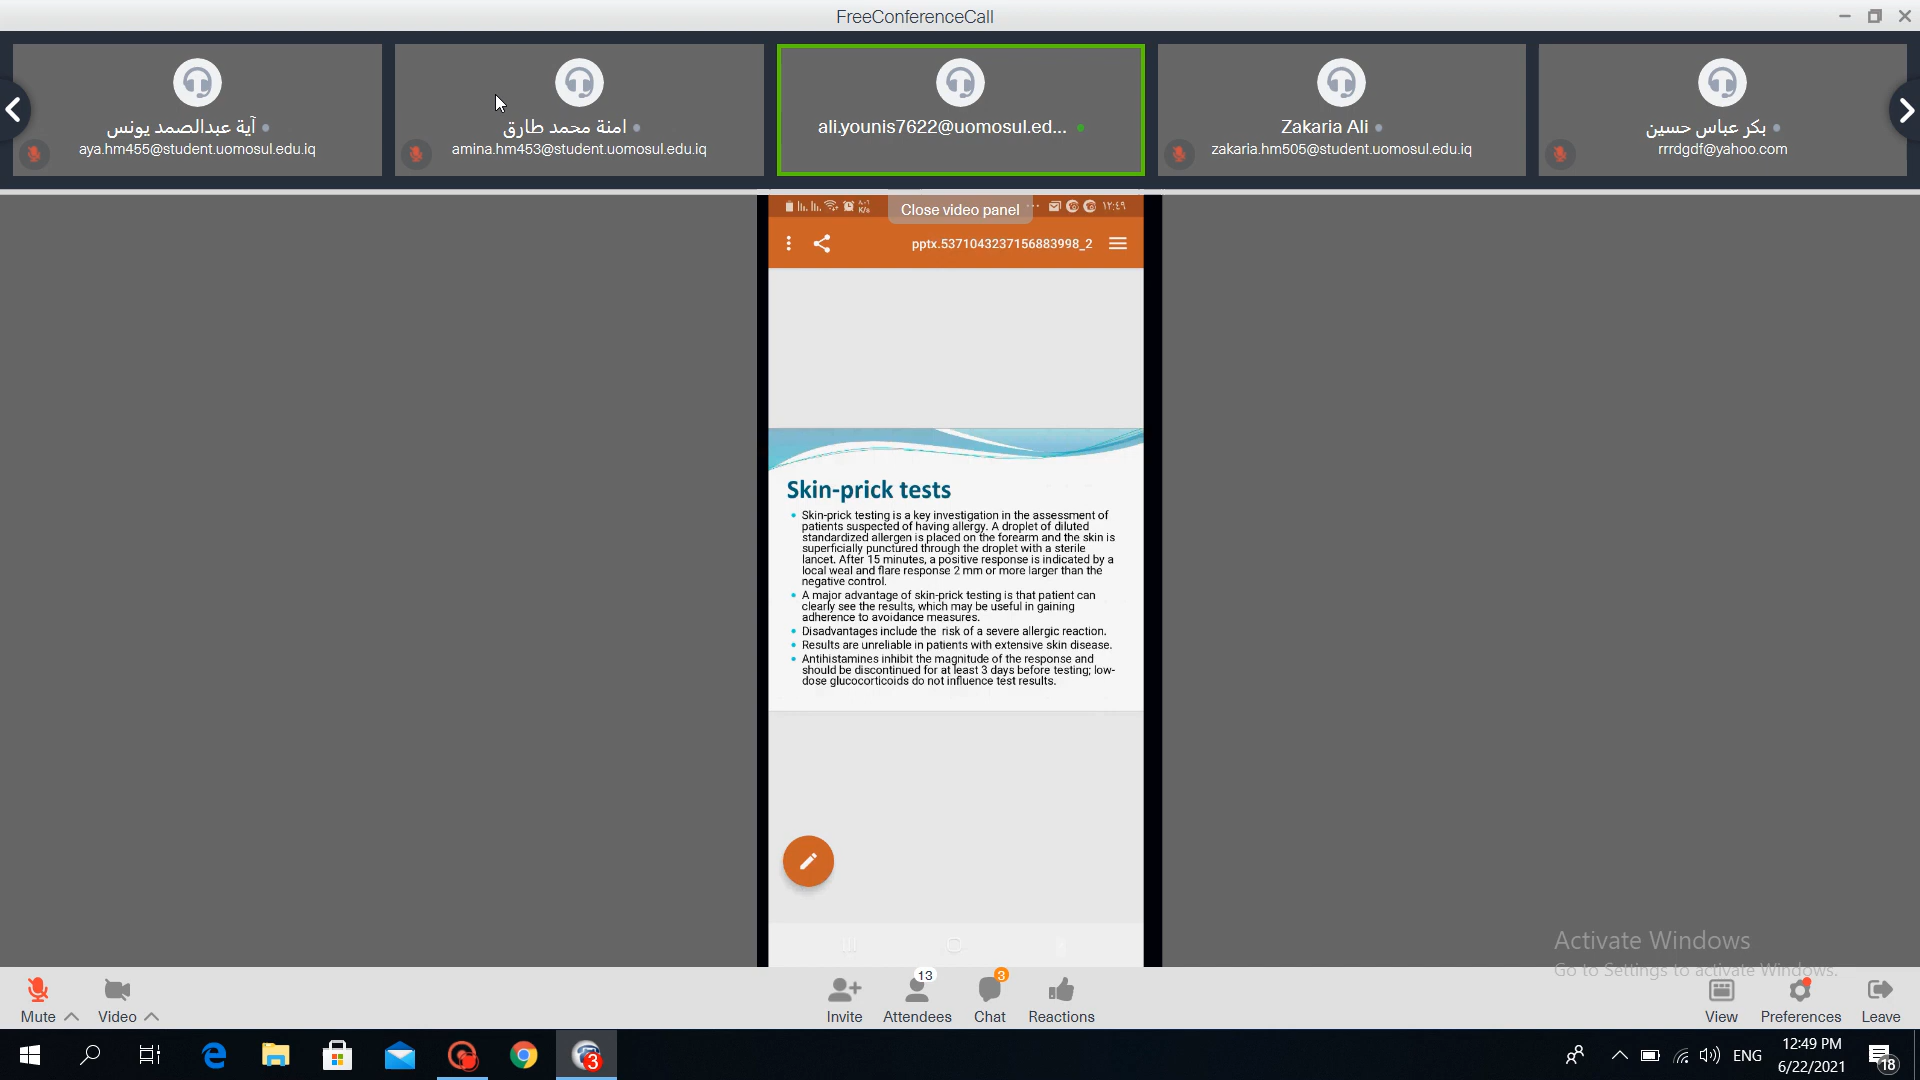 FreeConferenceCall
آية عبدالصمد يونس
aya.hm455@student.uomosul.edu.iq
امنة محمد طارق
amina.hm453@student.uomosul.edu.iq
ali.younis7622@uomosul.ed...
Zakaria Ali
zakaria.hm505@student.uomosul.edu.iq
بكر عباس حسين
rrrdgdf@yahoo.com
K/s
Close video panel
١٢:٤٩
pptx.5371043237156883998_2
Skin-prick tests
Skin-prick testing is a key investigation in the assessment of
patients suspected of having allergy. A droplet of diluted
standardized allergen is placed on the forearm and the skin is
superficially punctured through the droplet with a sterile
lancet. After 15 minutes, a positive response is indicated by a
local weal and flare response 2 mm or more larger than the
negative control.
A major advantage of skin-prick testing is that patient can
clearly see the results, which may be useful in gaining
adherence to avoidance measures.
Disadvantages include the risk of a severe allergic reaction.
Results are unreliable in patients with extensive skin disease.
Antihistamines inhibit the magnitude of the response and
should be discontinued for at least 3 days before testing; low-
dose glucocorticoids do not influence test results.
Activate Windows
Go to Settings to activate Windows.
13
3
Mute
Video
Invite
Attendees
Chat
Reactions
View
Preferences
Leave
3
ENG
12:49 PM
6/22/2021
18